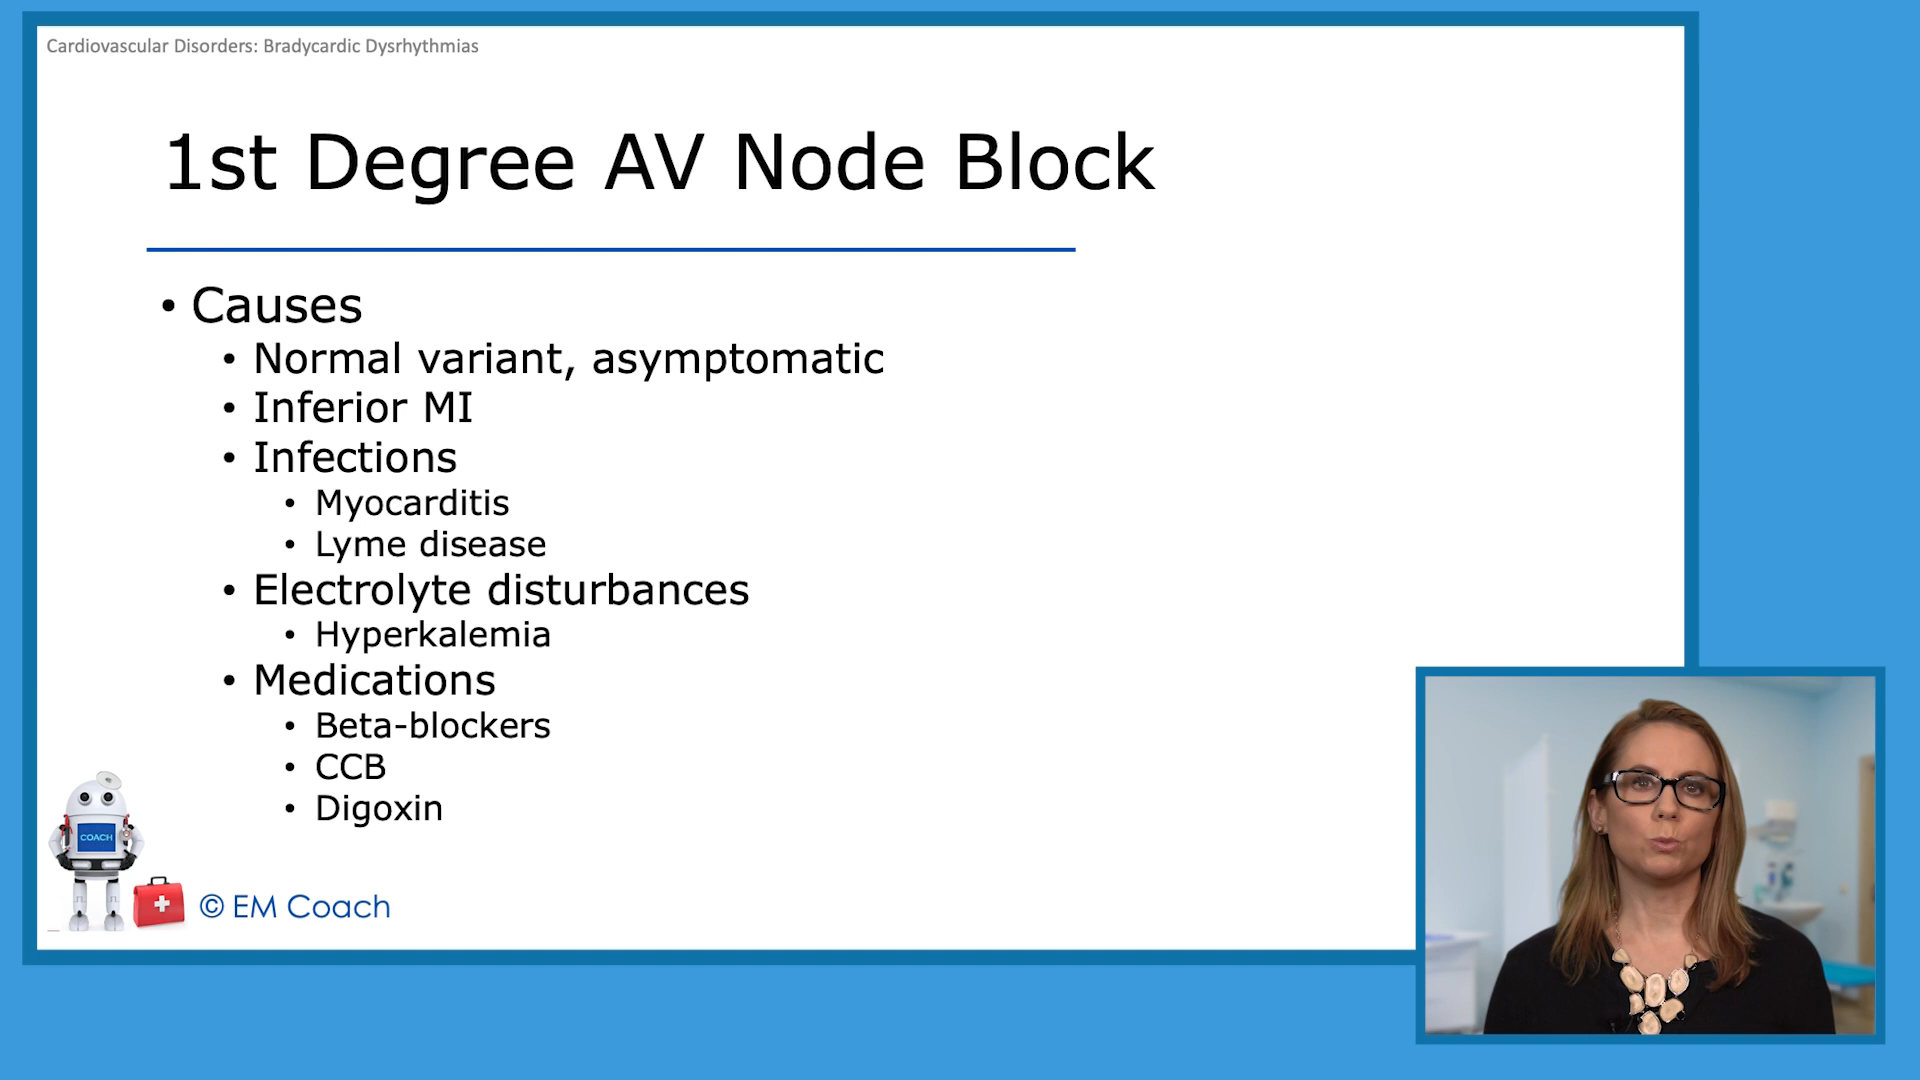 Cardiovascular Disorders: Bradycardic Dysrhythmias
1st Degree AV Node Block
• Causes
• Normal variant, asymptomatic
• Inferior MI
• Infections
• Myocarditis
• Lyme disease
• Electrolyte disturbances
• Hyperkalemia
• Medications
• Beta-blockers
• CCB
• Digoxin
COACH
© EM Coach